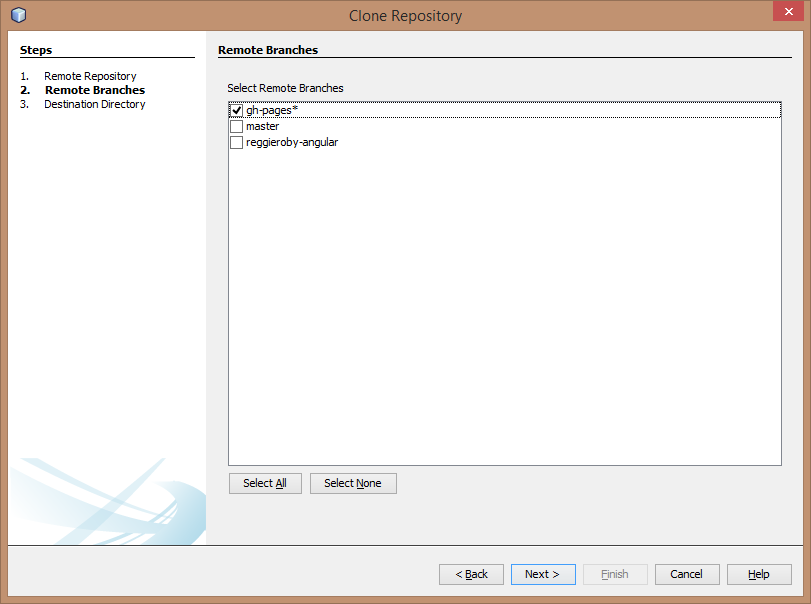 Clone Repository
Steps
1. Remote Repository
2. Remote Branches
3. Destination Directory
Remote Branches
Select Remote Branches
gh-pages*
master
reggieroby-angular
Select All
Select None
< Back
Next >
Finish
Cancel
Help